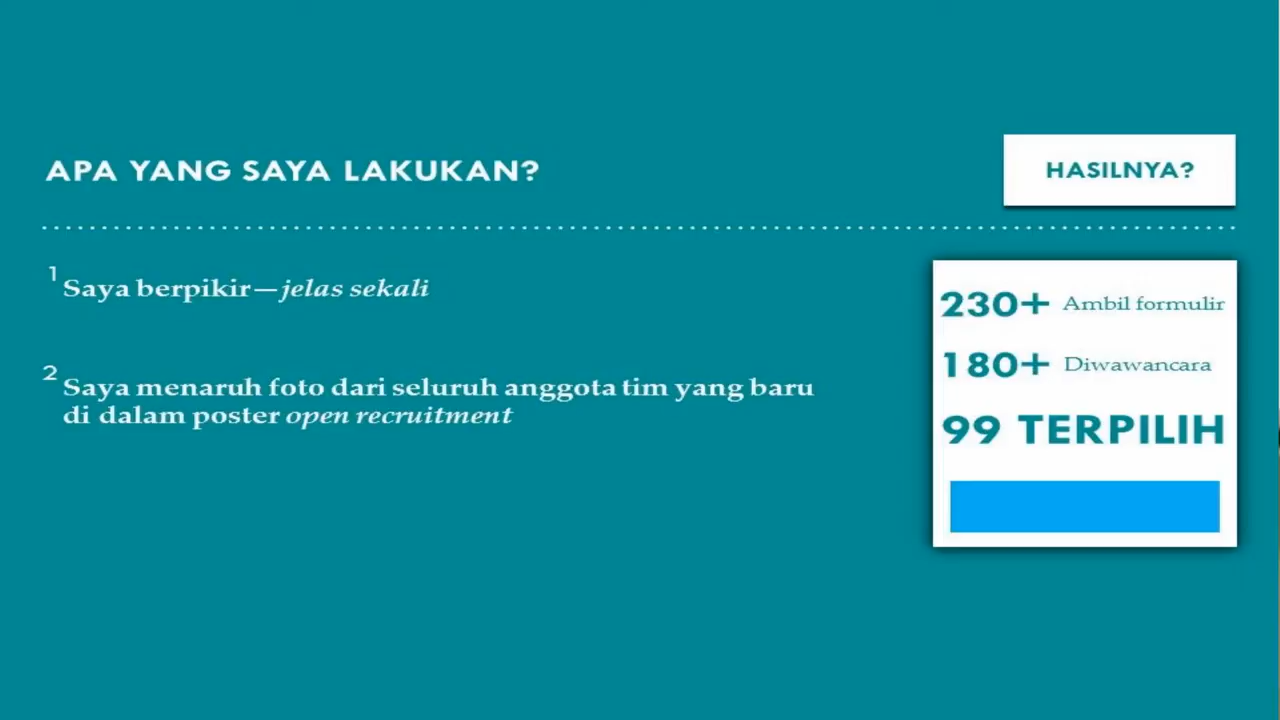 APA YANG SAYA LAKUKAN?
HASILNYA?
1 Saya berpikir—jelas sekali
2 Saya menaruh foto dari seluruh anggota tim yang baru
di dalam poster open recruitment
230+ Ambil formulir
180+ Diwawancara
99 TERPILIH